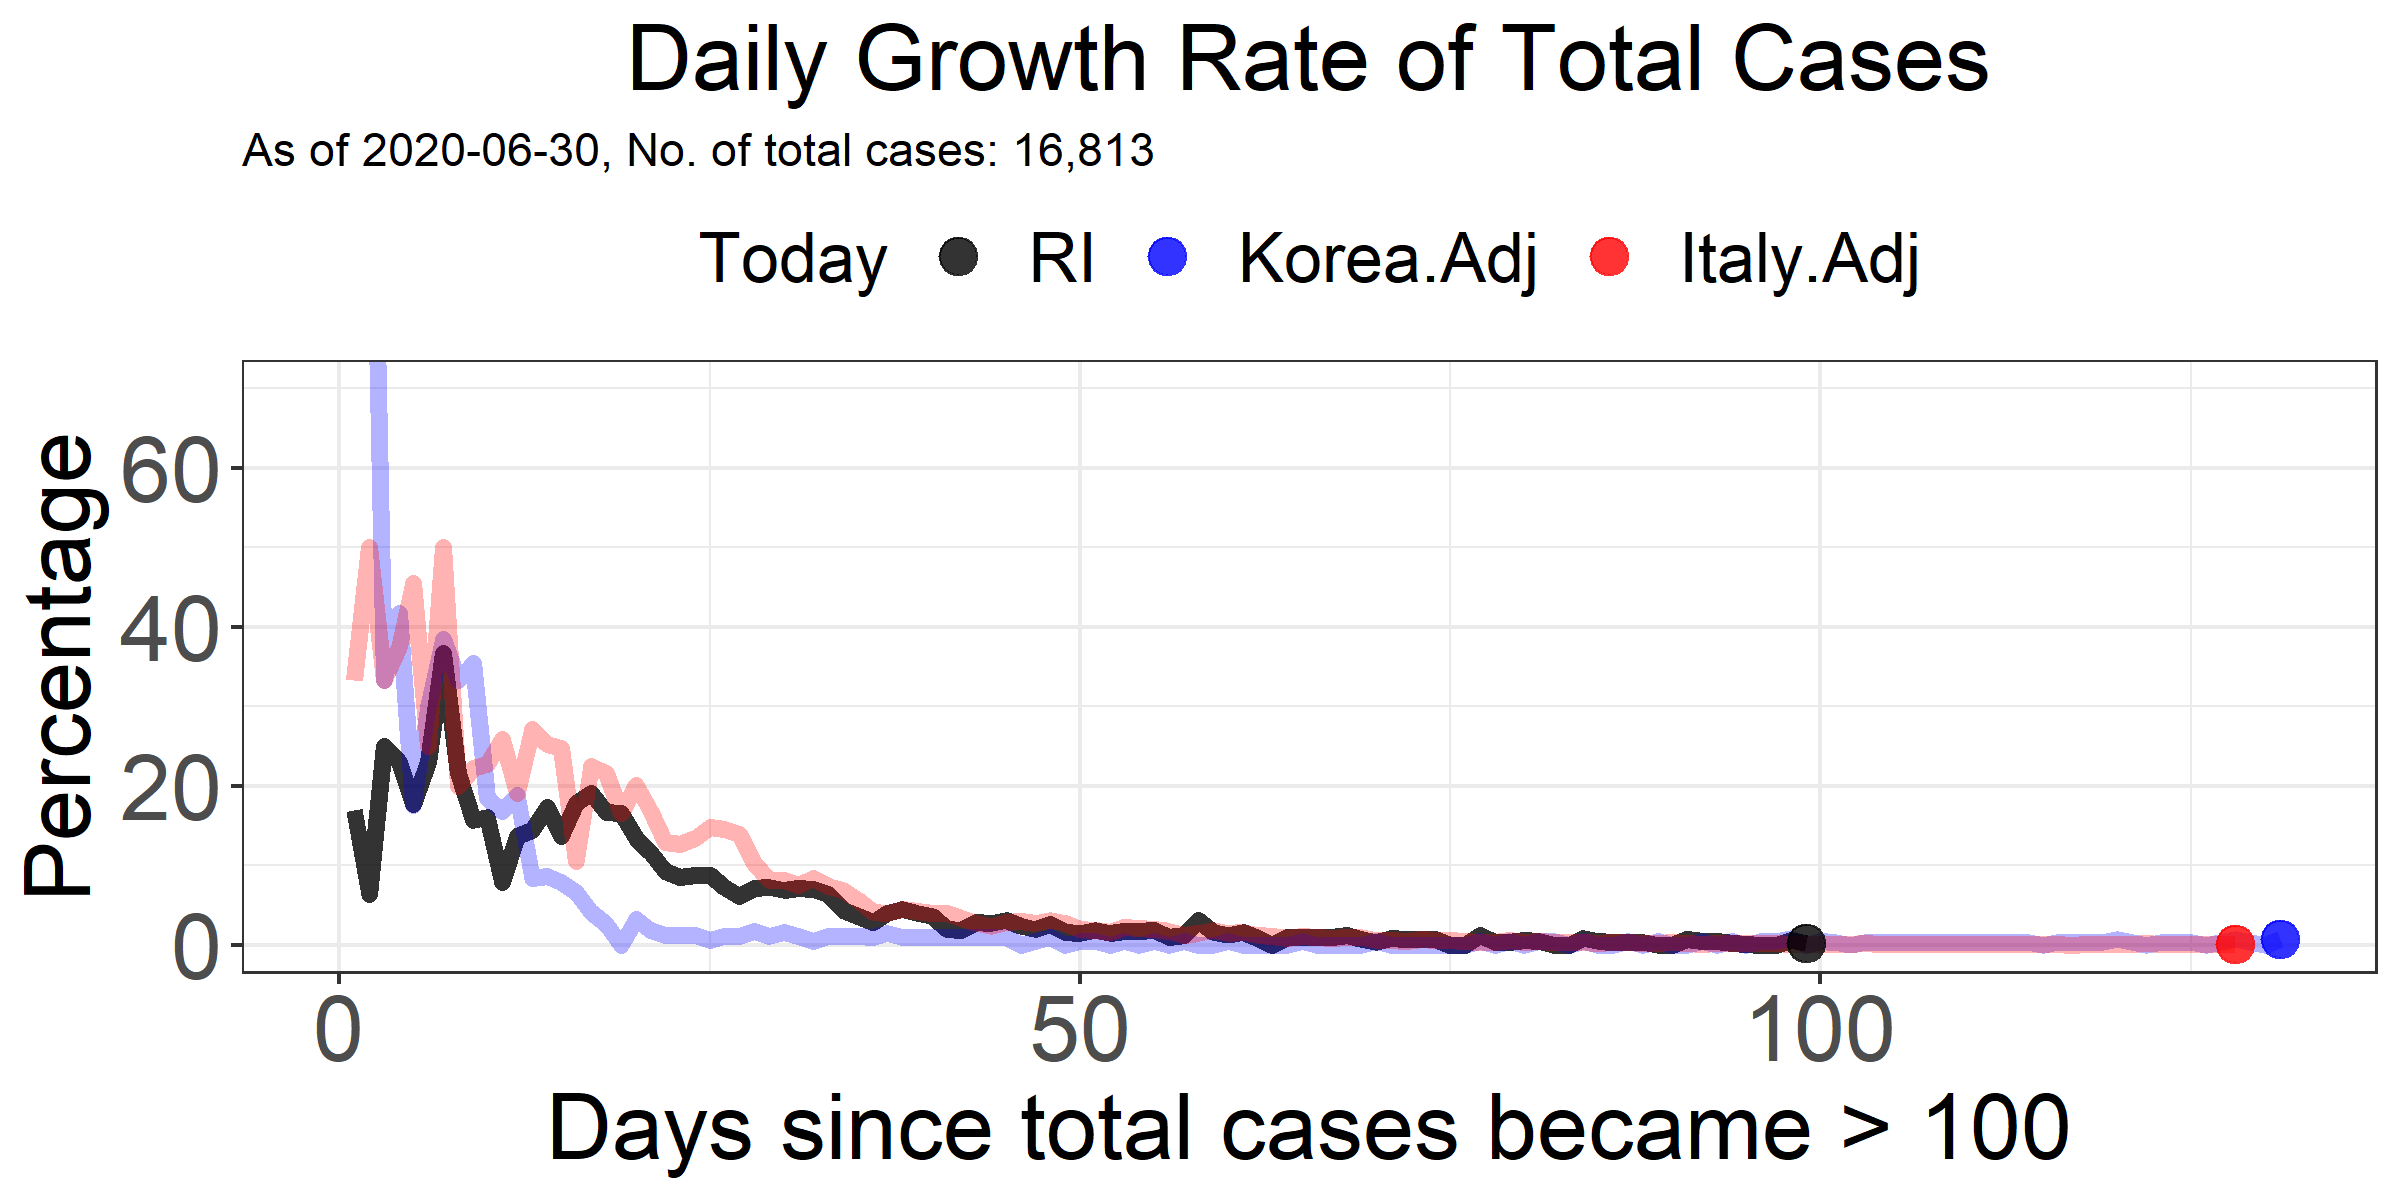 Daily Growth Rate of Total Cases
As of 2020-06-30, No. of total cases: 16,813
Today RI Korea.Adj Italy.Adj
Percentage
60
40
20
0
0 50 100
Days since total cases became > 100